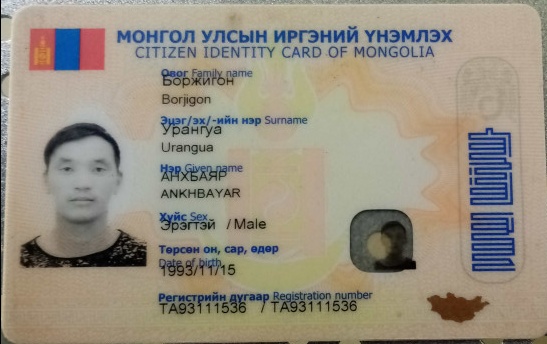 МОНГОЛ УЛСЫН ИРГЭНИЙ ҮНЭМЛЭХ
CITIZEN IDENTITY CARD OF MONGOLIA
Овог Family name
Боржигон
Borjigon
Эцэг/эх/-ийн нэр Surname
Урангуа
Urangua
Нэр Given name
АНХБАЯР
ANKHBAYAR
Хүйс Sex
Эрэгтэй / Male
Төрсөн он, сар, өдөр
Date of birth
1993/11/15
Регистрийн дугаар Registration number
ТА93111536 / TA93111536